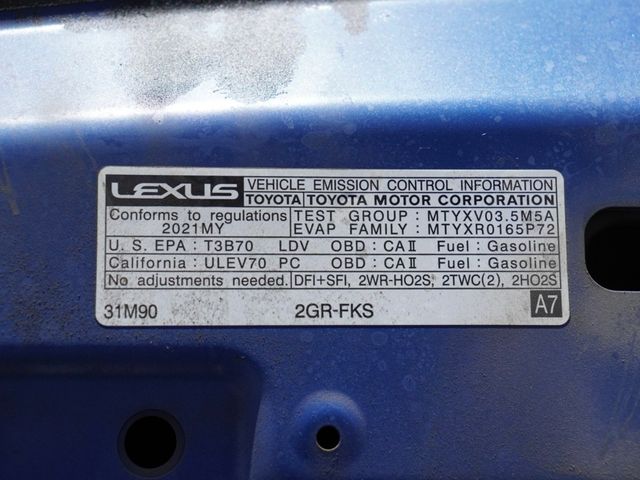 LEXUS VEHICLE EMISSION CONTROL INFORMATION
TOYOTA TOYOTA MOTOR CORPORATION
Conforms to regulations TEST GROUP : MTYXV03.5M5A
2021MY EVAP FAMILY : MTYXR0165P72
U. S. EPA : T3B70 LDV OBD : CAⅡ Fuel : Gasoline
California : ULEV70 PC OBD : CAⅡ Fuel : Gasoline
No adjustments needed. DFI+SFI, 2WR-HO2S, 2TWC(2), 2HO2S
31M90 2GR-FKS A7